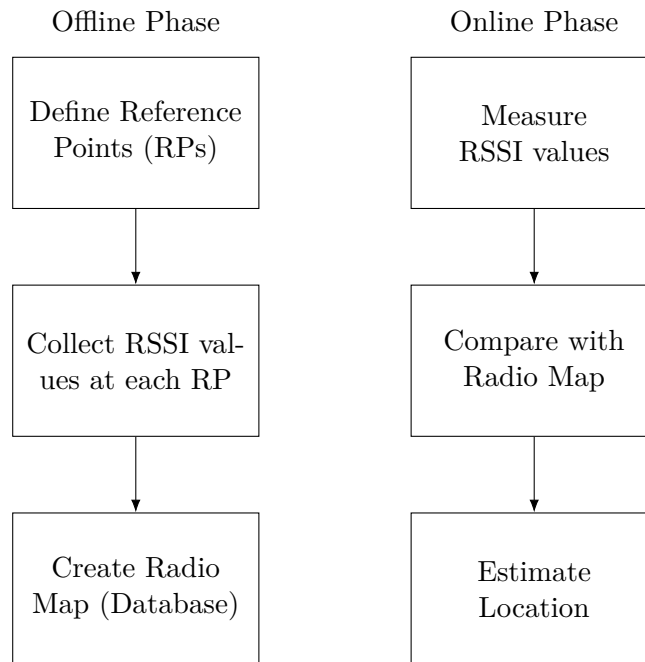 Offline Phase
Define Reference
Points (RPs)
Collect RSSI val-
ues at each RP
Create Radio
Map (Database)
Online Phase
Measure
RSSI values
Compare with
Radio Map
Estimate
Location